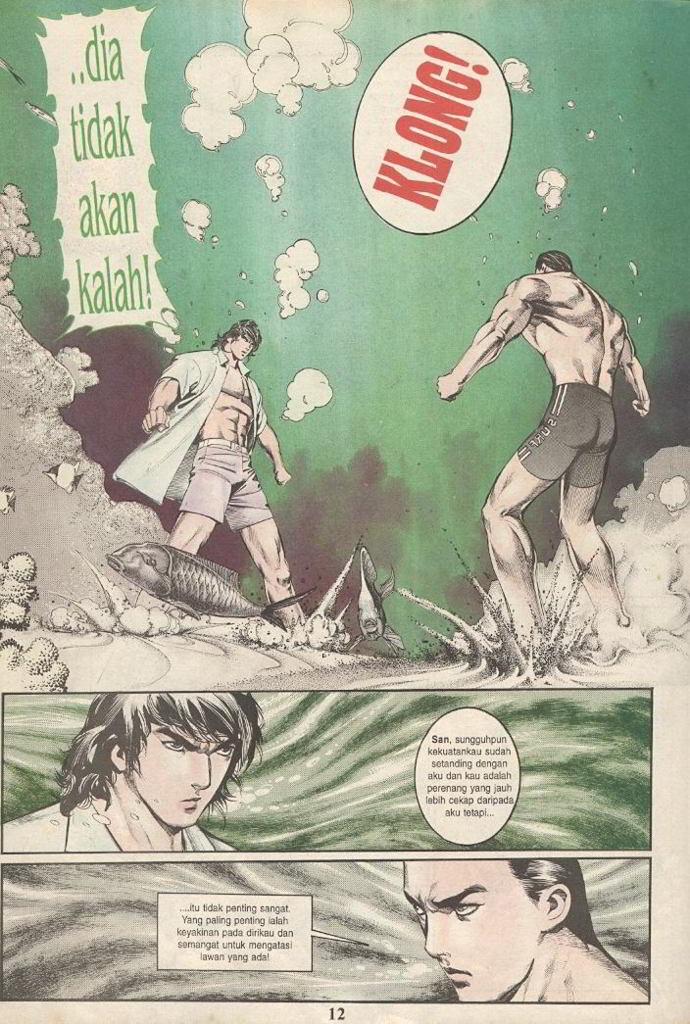 ..dia
tidak
akan
kalah!
KLONG!
SURF
San, sungguhpun
kekuatankau sudah
setanding dengan
aku dan kau adalah
perenang yang jauh
lebih cekap daripada
aku tetapi...
....itu tidak penting sangat.
Yang paling penting ialah
keyakinan pada dirikau dan
semangat untuk mengatasi
lawan yang ada!
12